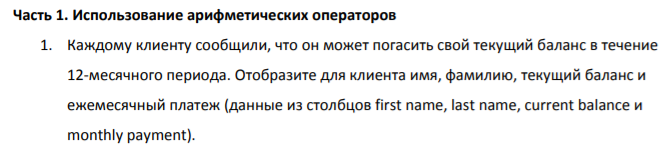 Часть 1. Использование арифметических операторов
1. Каждому клиенту сообщили, что он может погасить свой текущий баланс в течение
12-месячного периода. Отобразите для клиента имя, фамилию, текущий баланс и
ежемесячный платеж (данные из столбцов first name, last name, current balance и
monthly payment).